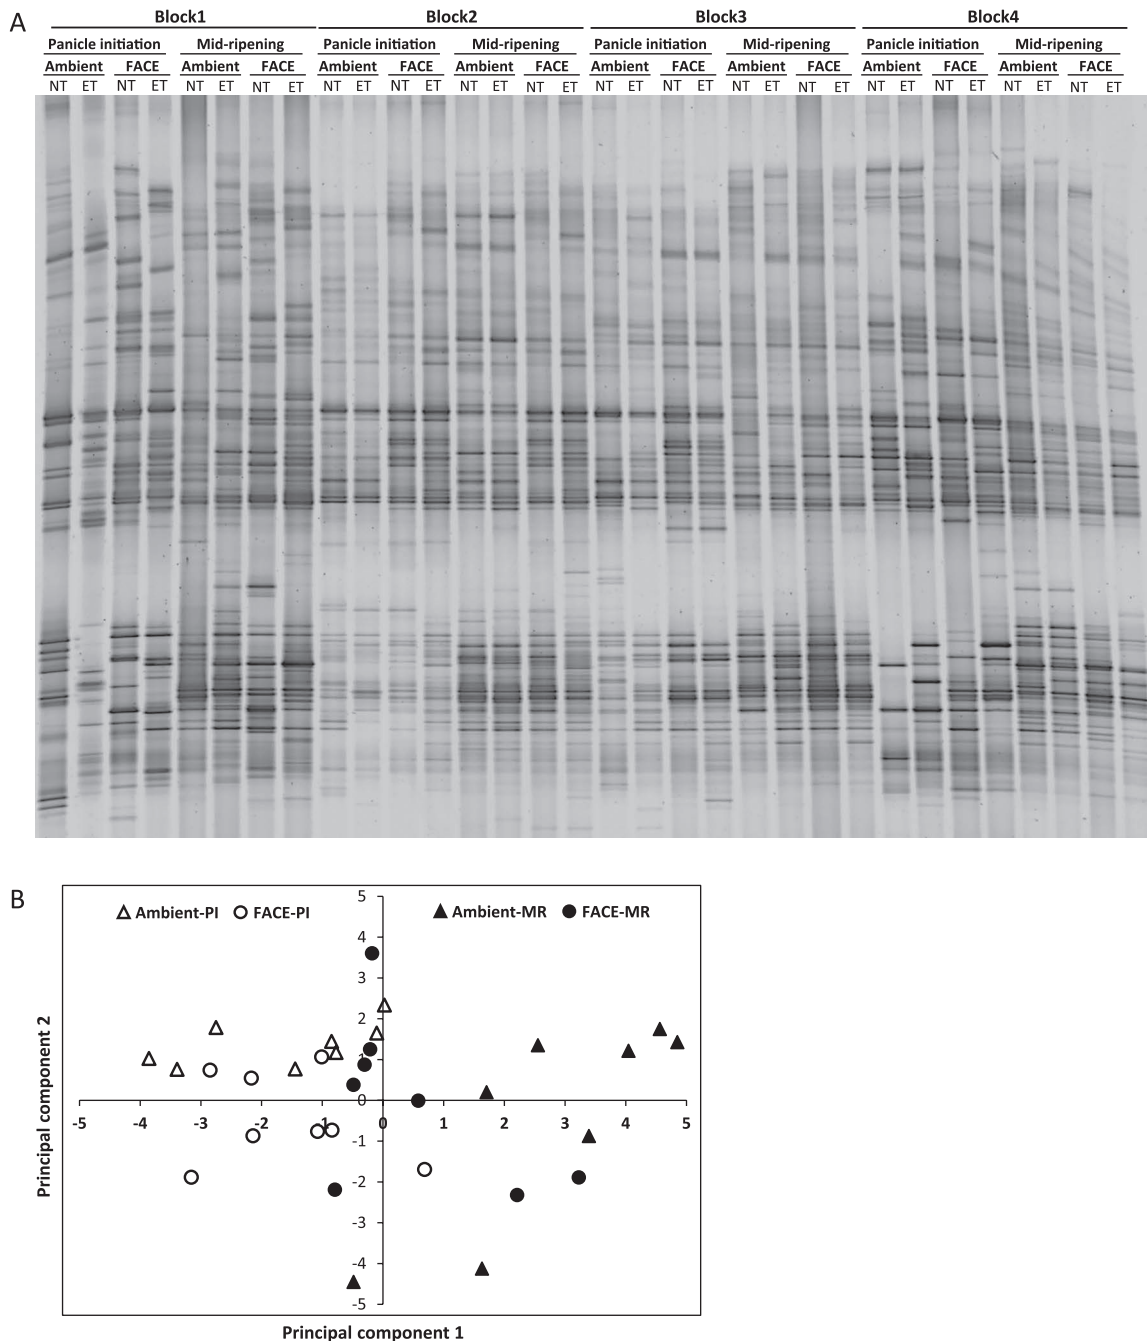 A
Block1 Block2 Block3 Block4
Panicle initiation Mid-ripening Panicle initiation Mid-ripening Panicle initiation Mid-ripening Panicle initiation Mid-ripening
Ambient FACE Ambient FACE Ambient FACE Ambient FACE Ambient FACE Ambient FACE Ambient FACE Ambient FACE
NT ET NT ET NT ET NT ET NT ET NT ET NT ET NT ET NT ET NT ET NT ET NT ET NT ET NT ET NT ET NT ET
B
5
Ambient-PI FACE-PI Ambient-MR FACE-MR
4
3
2
1
0
-5 -4 -3 -2 -1 0 1 2 3 4 5
-1
-2
-3
-4
-5
Principal component 2
Principal component 1